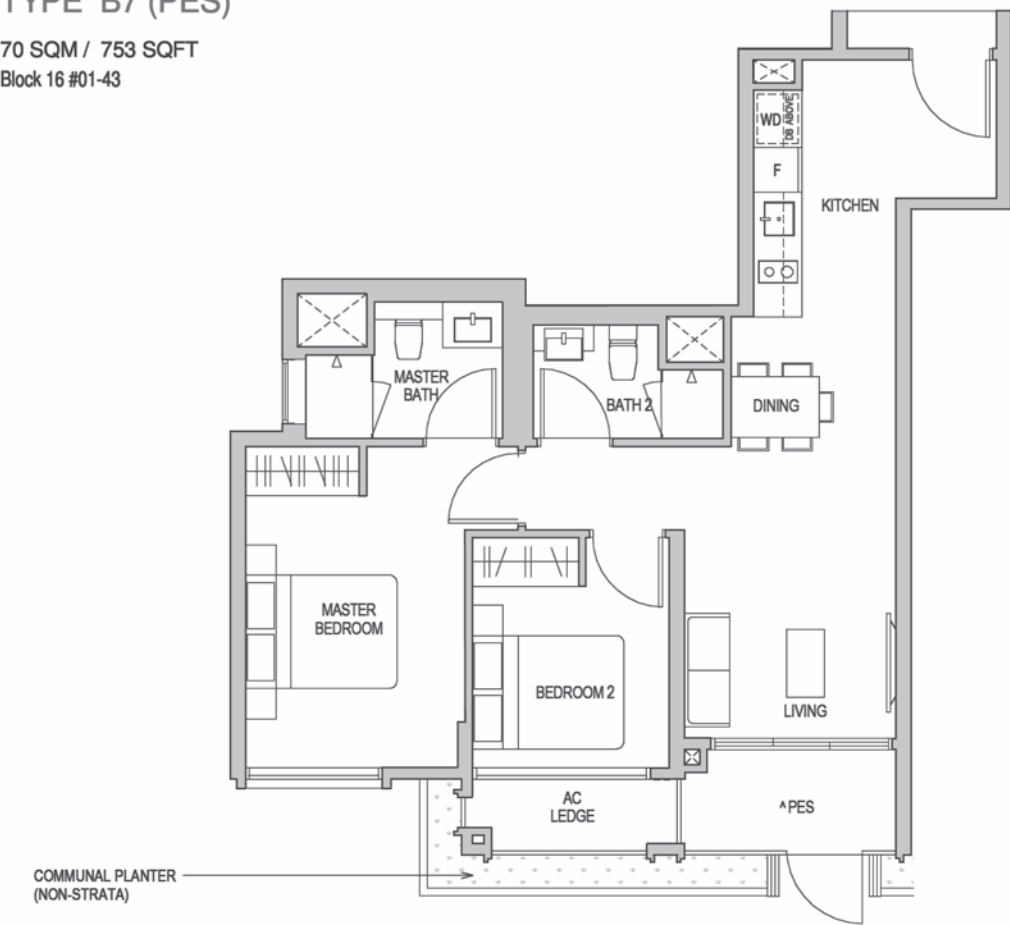 TYPE B7 (PES)
70 SQM / 753 SQFT
Block 16 #01-43
WD
DB ABOVE
F
KITCHEN
MASTER
BATH
BATH 2
DINING
MASTER
BEDROOM
BEDROOM 2
LIVING
AC
LEDGE
^PES
COMMUNAL PLANTER
(NON-STRATA)